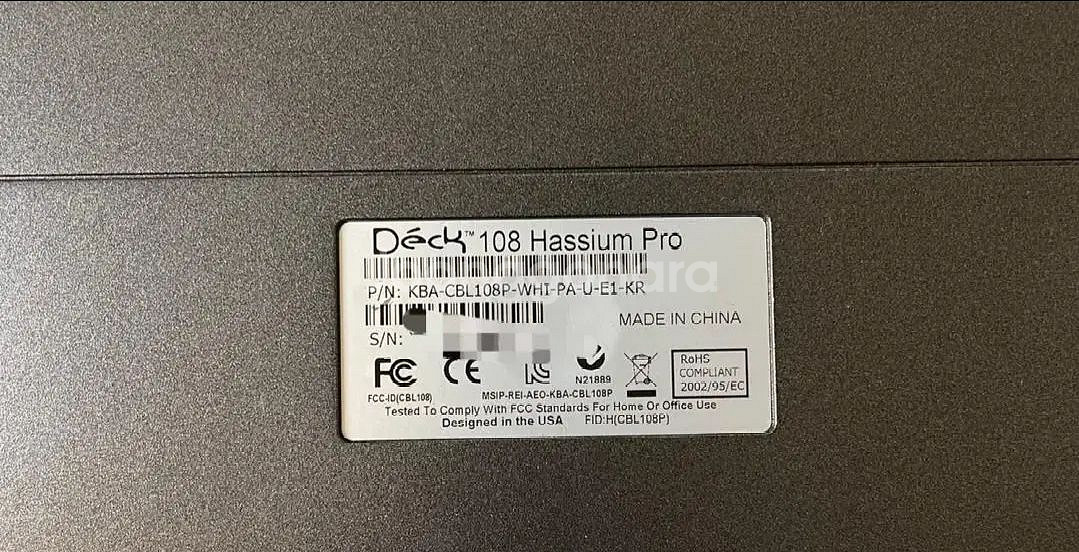 Déck™ 108 Hassium Pro
P/N: KBA-CBL108P-WHI-PA-U-E1-KR
MADE IN CHINA
S/N:
FC CE
N21889
RoHS
COMPLIANT
2002/95/EC
FCC-ID(CBL108)
MSIP-REI-AEO-KBA-CBL108P
Tested To Comply With FCC Standards For Home Or Office Use
Designed in the USA FID:H(CBL108P)